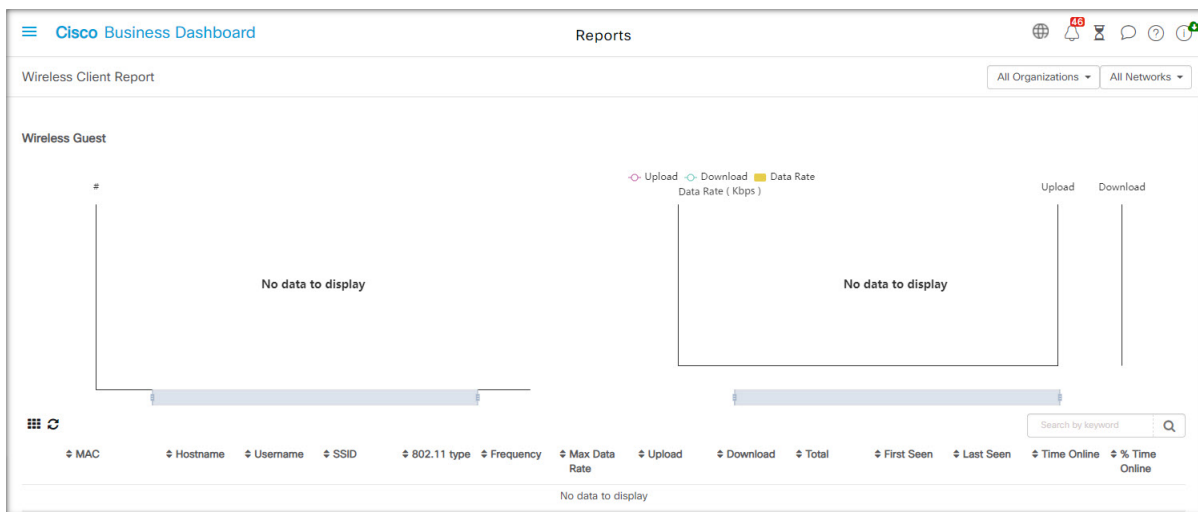 Cisco Business Dashboard
Reports
46
Wireless Client Report
All Organizations
All Networks
Wireless Guest
#
Upload Download Data Rate
Data Rate ( Kbps )
Upload Download
No data to display
No data to display
Search by keyword
MAC Hostname Username SSID 802.11 type Frequency Max Data Rate Upload Download Total First Seen Last Seen Time Online % Time Online
No data to display